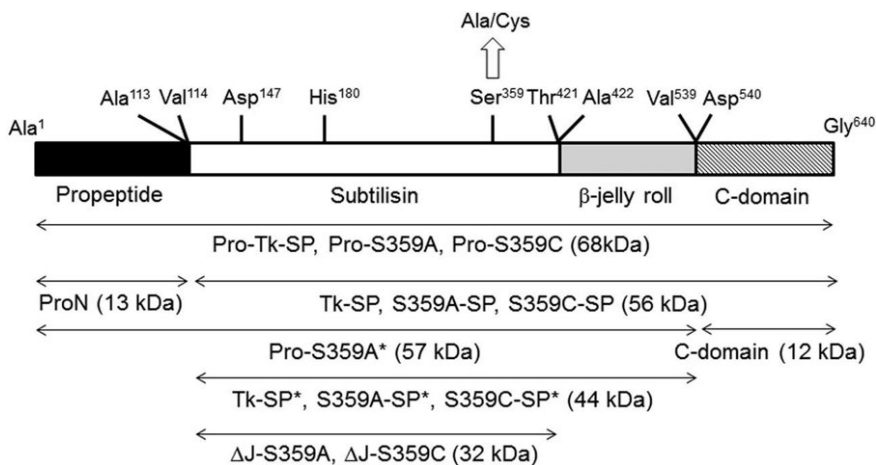 Ala/Cys
Ala¹¹³ Val¹¹⁴ Asp¹⁴⁷ His¹⁸⁰ Ser³⁵⁹ Thr⁴²¹ Ala⁴²² Val⁵³⁹ Asp⁵⁴⁰
Ala¹ Gly⁶⁴⁰
Propeptide Subtilisin β-jelly roll C-domain
Pro-Tk-SP, Pro-S359A, Pro-S359C (68kDa)
ProN (13 kDa) Tk-SP, S359A-SP, S359C-SP (56 kDa)
Pro-S359A* (57 kDa) C-domain (12 kDa)
Tk-SP*, S359A-SP*, S359C-SP* (44 kDa)
ΔJ-S359A, ΔJ-S359C (32 kDa)